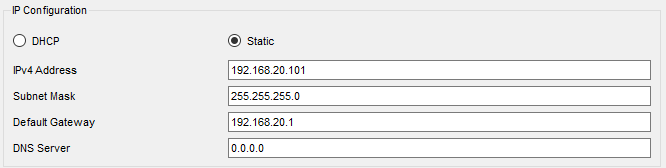 IP Configuration
DHCP Static
IPv4 Address 192.168.20.101
Subnet Mask 255.255.255.0
Default Gateway 192.168.20.1
DNS Server 0.0.0.0